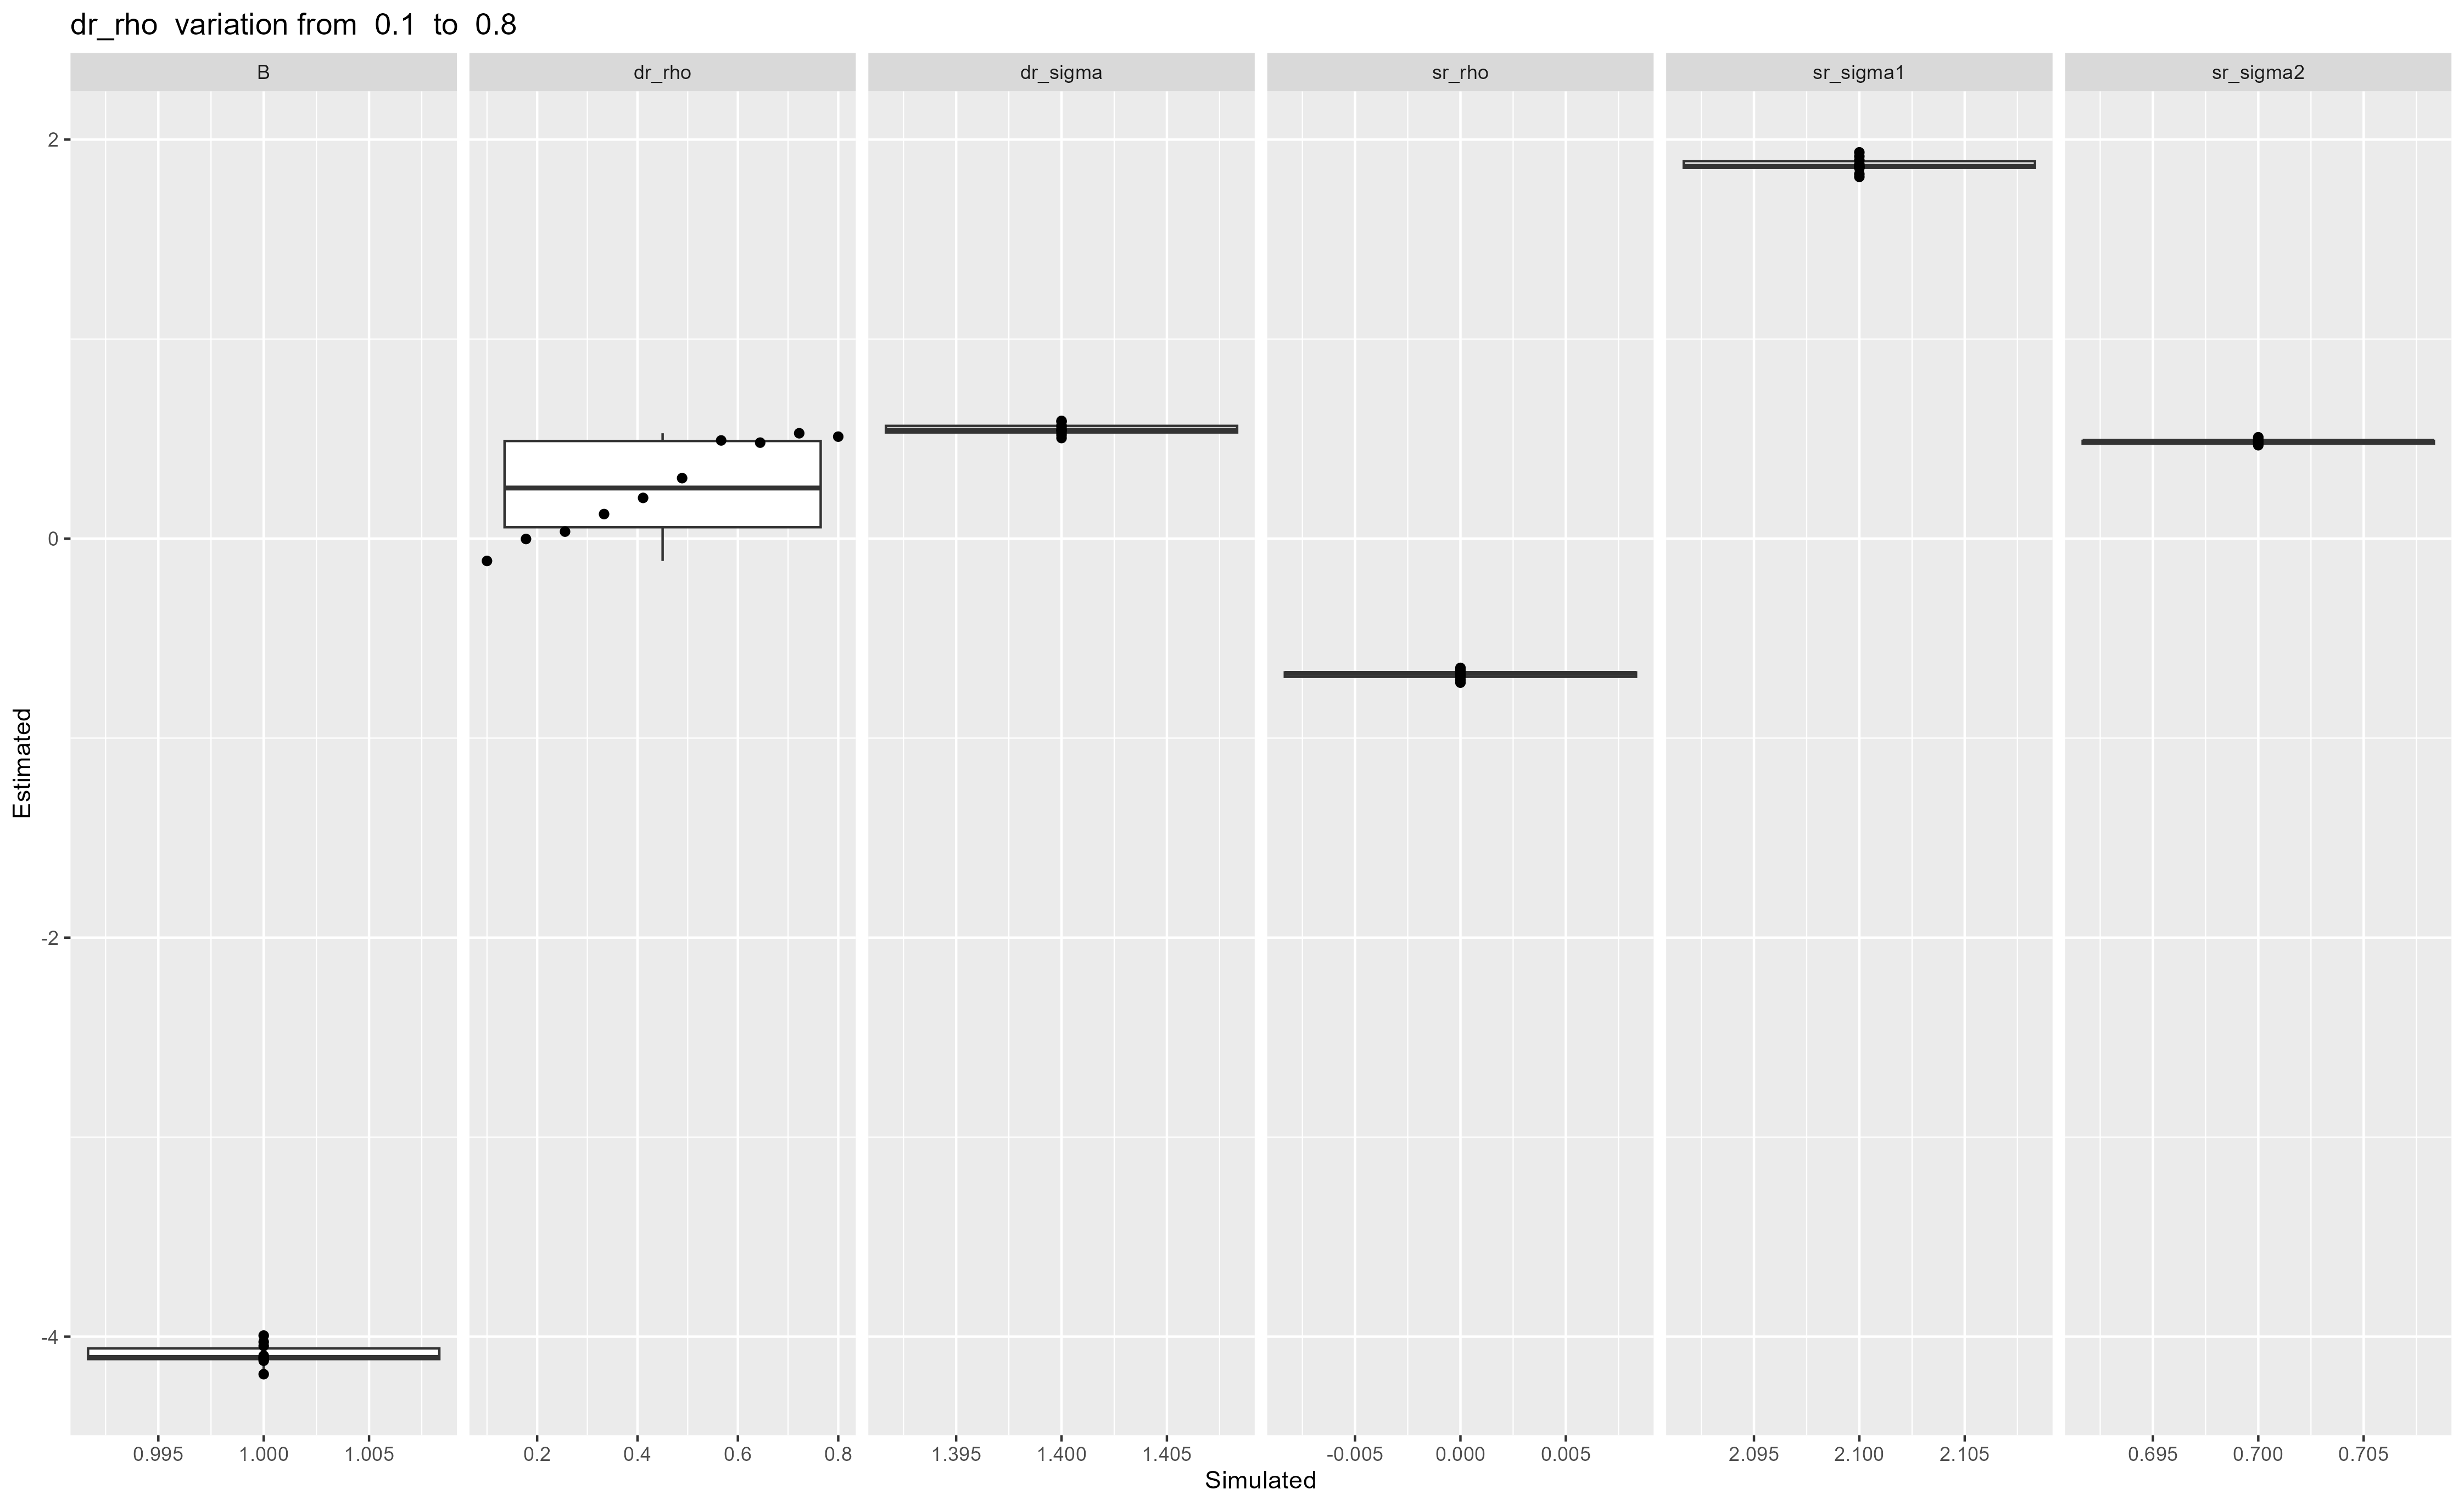 dr_rho  variation from  0.1  to  0.8
B dr_rho dr_sigma sr_rho sr_sigma1 sr_sigma2
2
0
-2
-4
Estimated
0.995 1.000 1.005 0.2 0.4 0.6 0.8 1.395 1.400 1.405 -0.005 0.000 0.005 2.095 2.100 2.105 0.695 0.700 0.705
Simulated